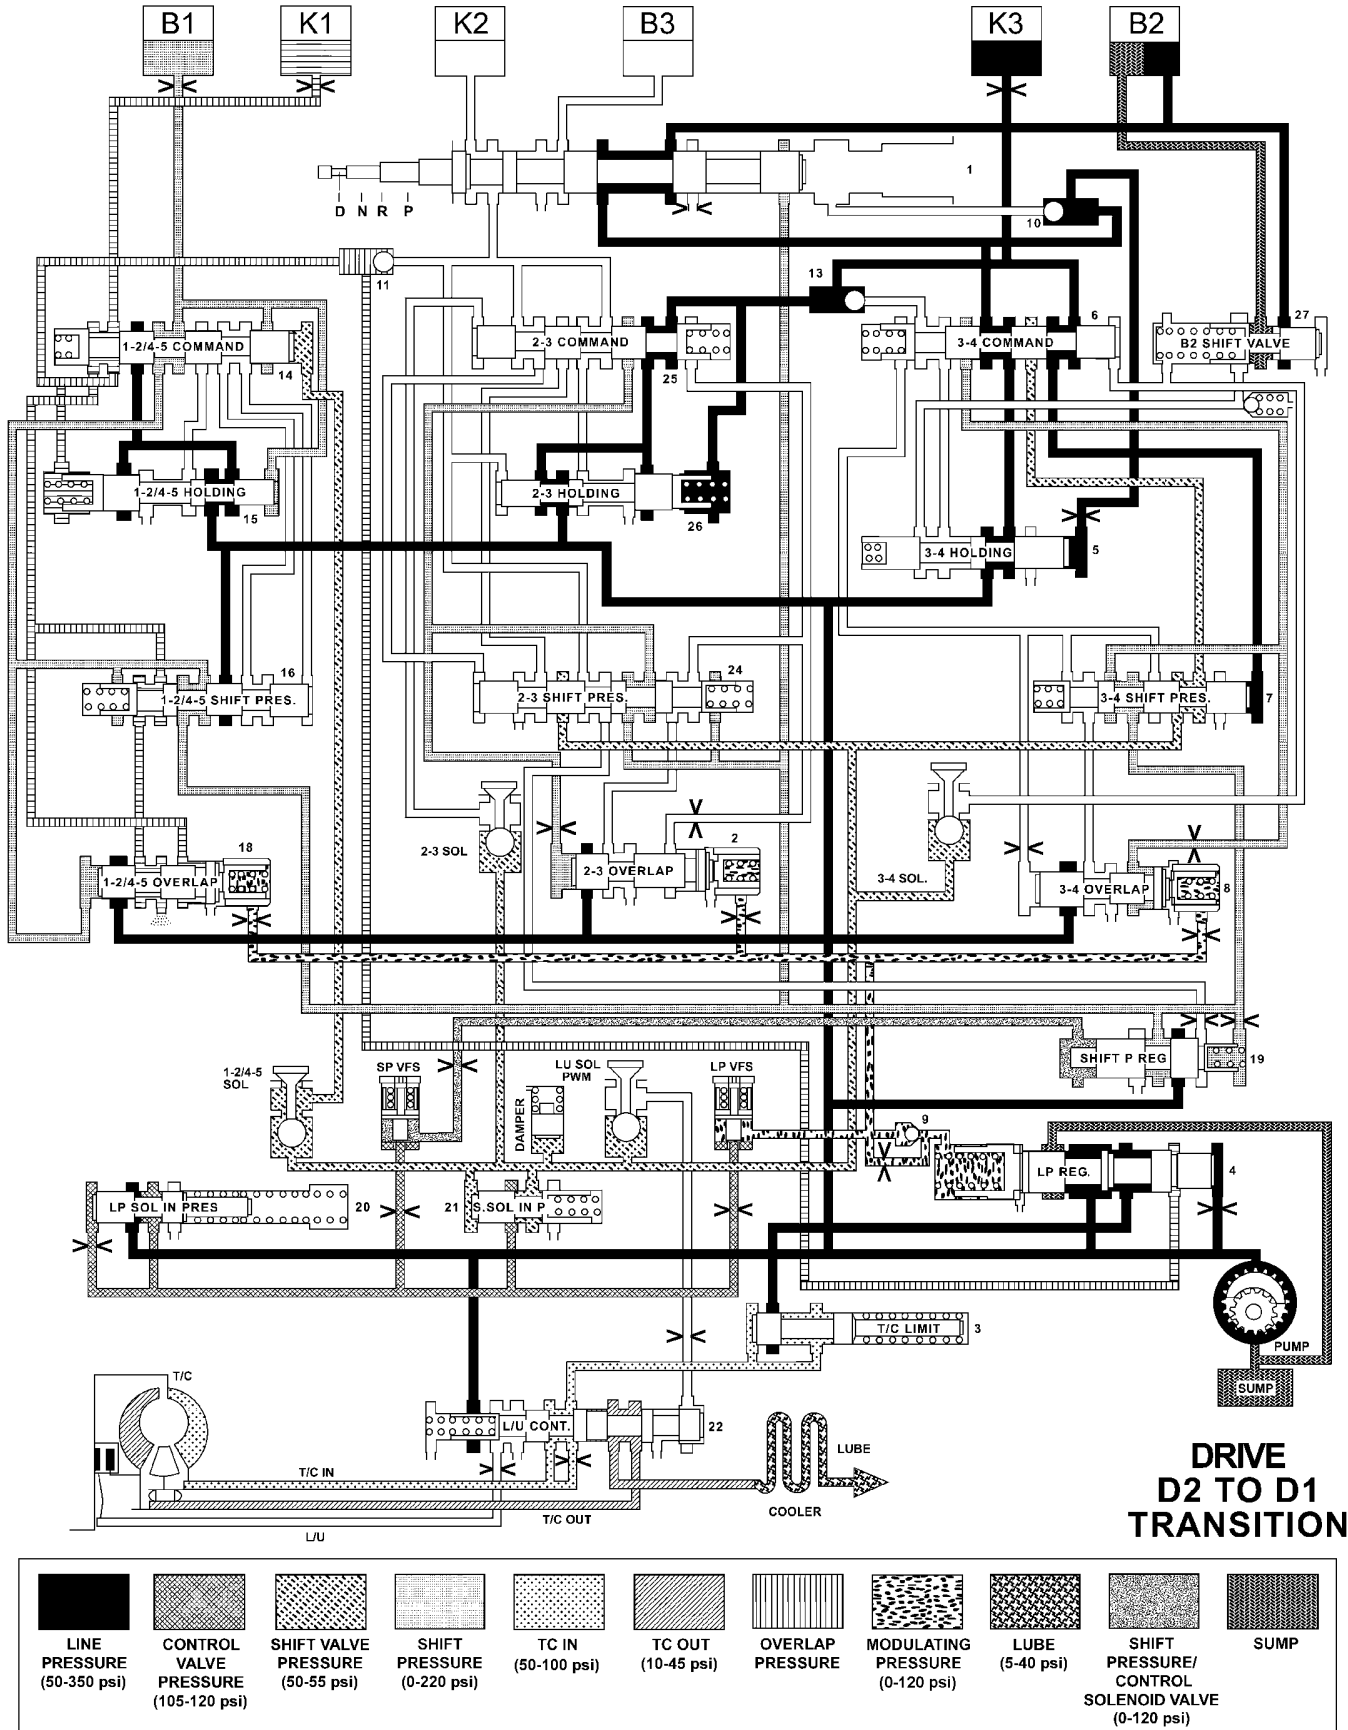 B1 K1 K2 B3 K3 B2
1
D N R P
10
11
13
6
27
1-2/4-5 COMMAND
2-3 COMMAND
3-4 COMMAND
B2 SHIFT VALVE
14
25
1-2/4-5 HOLDING
2-3 HOLDING
15
26
3-4 HOLDING
5
16
24
1-2/4-5 SHIFT PRES.
2-3 SHIFT PRES.
3-4 SHIFT PRES.
7
18
2-3 SOL
2
3-4 SOL.
1-2/4-5 OVERLAP
2-3 OVERLAP
3-4 OVERLAP
8
1-2/4-5
SOL
SP VFS
LU SOL
PWM
LP VFS
SHIFT P REG
19
DAMPER
9
LP REG.
4
LP SOL IN PRES
20
21
S.SOL IN P
T/C LIMIT
3
PUMP
SUMP
T/C
L/U CONT.
22
LUBE
T/C IN
COOLER
T/C OUT
L/U
DRIVE
D2 TO D1
TRANSITION
LINE
PRESSURE
(50-350 psi)
CONTROL
VALVE
PRESSURE
(105-120 psi)
SHIFT VALVE
PRESSURE
(50-55 psi)
SHIFT
PRESSURE
(0-220 psi)
TC IN
(50-100 psi)
TC OUT
(10-45 psi)
OVERLAP
PRESSURE
MODULATING
PRESSURE
(0-120 psi)
LUBE
(5-40 psi)
SHIFT
PRESSURE/
CONTROL
SOLENOID VALVE
(0-120 psi)
SUMP